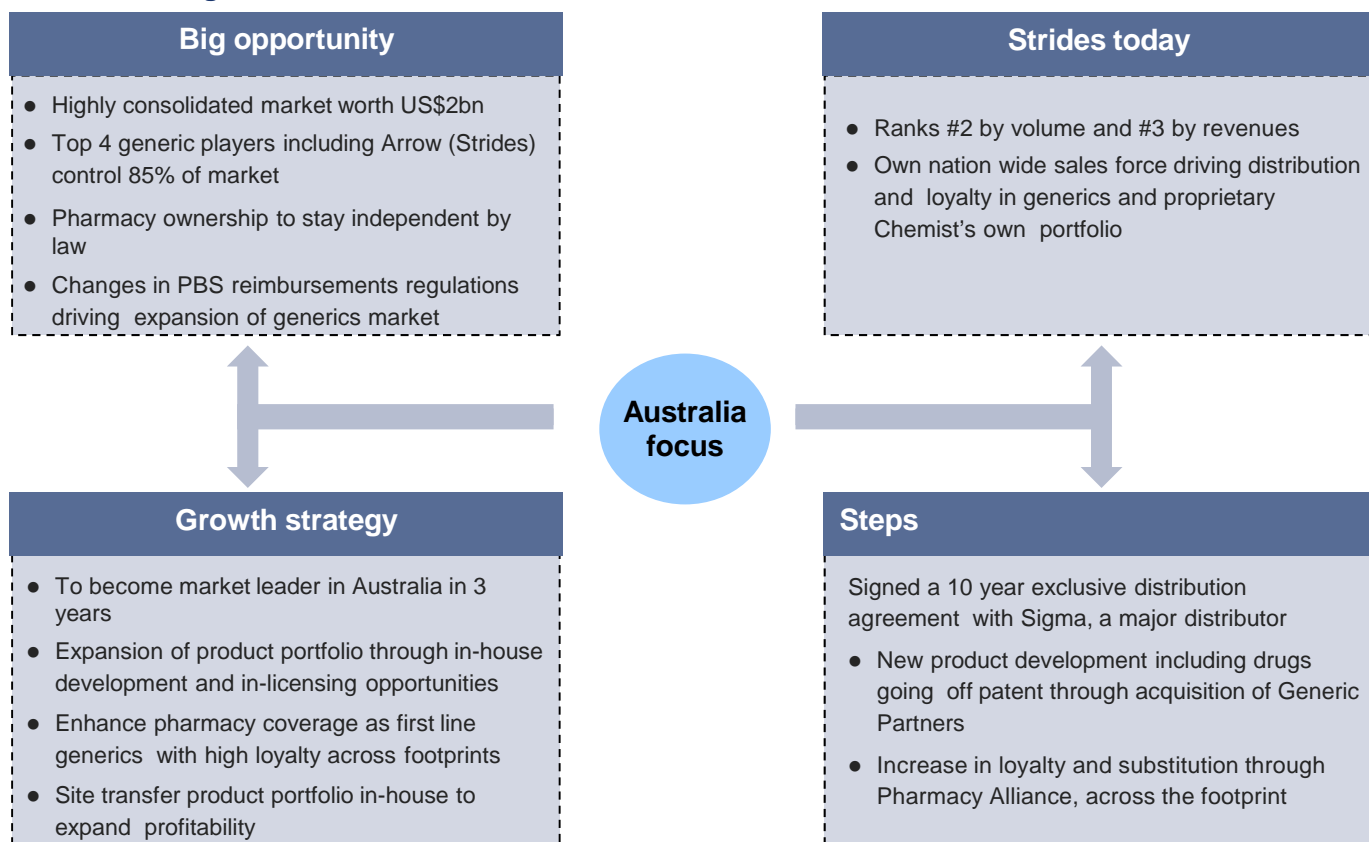 Big opportunity
● Highly consolidated market worth US$2bn
● Top 4 generic players including Arrow (Strides)
control 85% of market
● Pharmacy ownership to stay independent by
law
● Changes in PBS reimbursements regulations
driving expansion of generics market
Strides today
● Ranks #2 by volume and #3 by revenues
● Own nation wide sales force driving distribution
and loyalty in generics and proprietary
Chemist's own portfolio
Australia
focus
Growth strategy
● To become market leader in Australia in 3
years
● Expansion of product portfolio through in-house
development and in-licensing opportunities
● Enhance pharmacy coverage as first line
generics with high loyalty across footprints
● Site transfer product portfolio in-house to
expand profitability
Steps
Signed a 10 year exclusive distribution
agreement with Sigma, a major distributor
● New product development including drugs
going off patent through acquisition of Generic
Partners
● Increase in loyalty and substitution through
Pharmacy Alliance, across the footprint